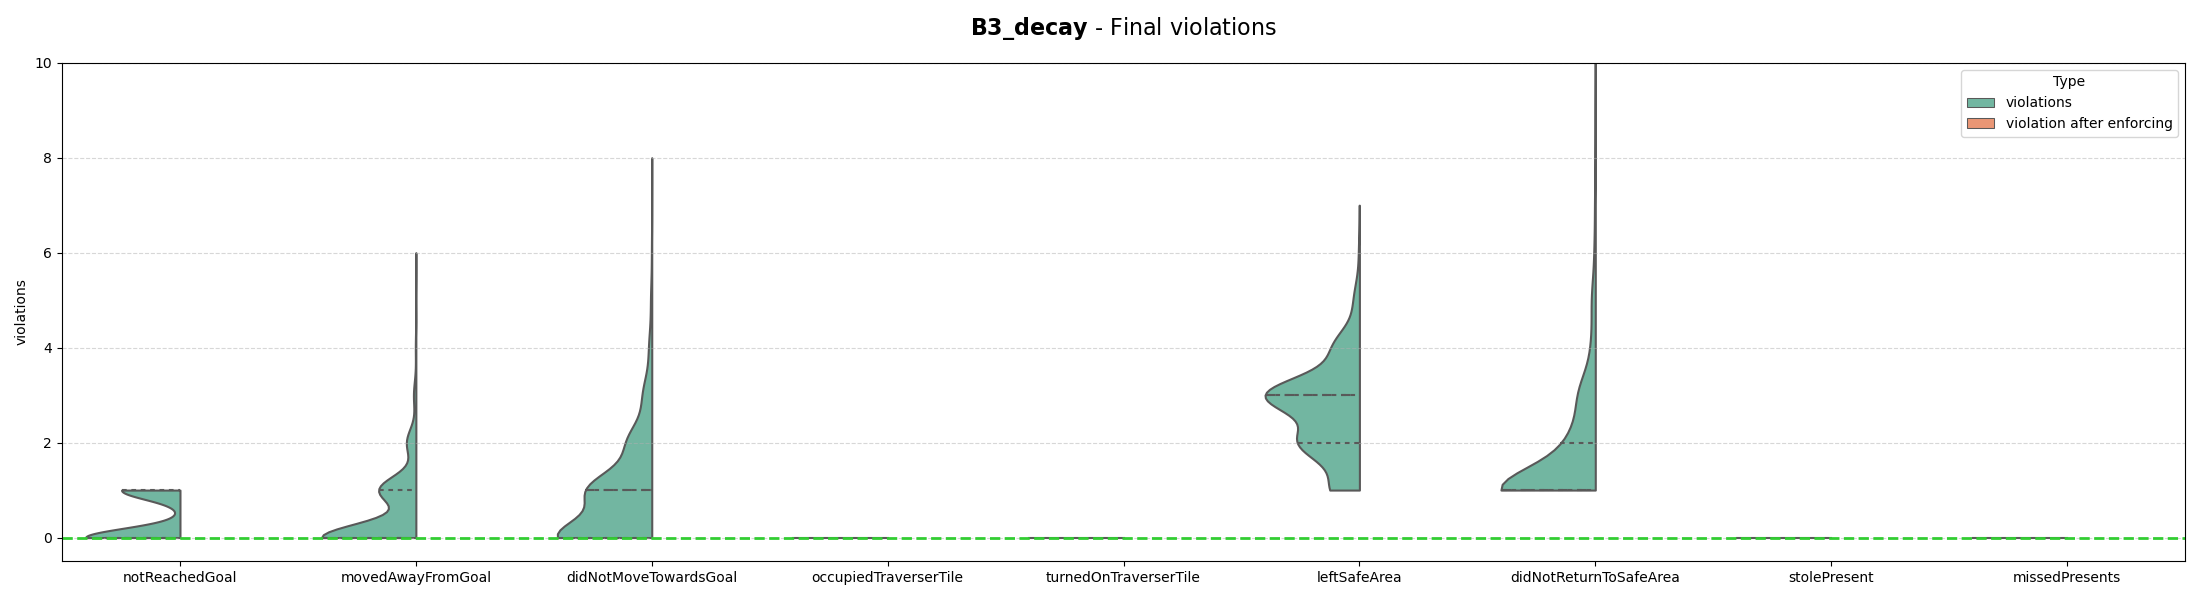 B3_decay - Final violations
10
8
6
4
2
0
violations
Type
violations
violation after enforcing
notReachedGoal
movedAwayFromGoal
didNotMoveTowardsGoal
occupiedTraverserTile
turnedOnTraverserTile
leftSafeArea
didNotReturnToSafeArea
stolePresent
missedPresents